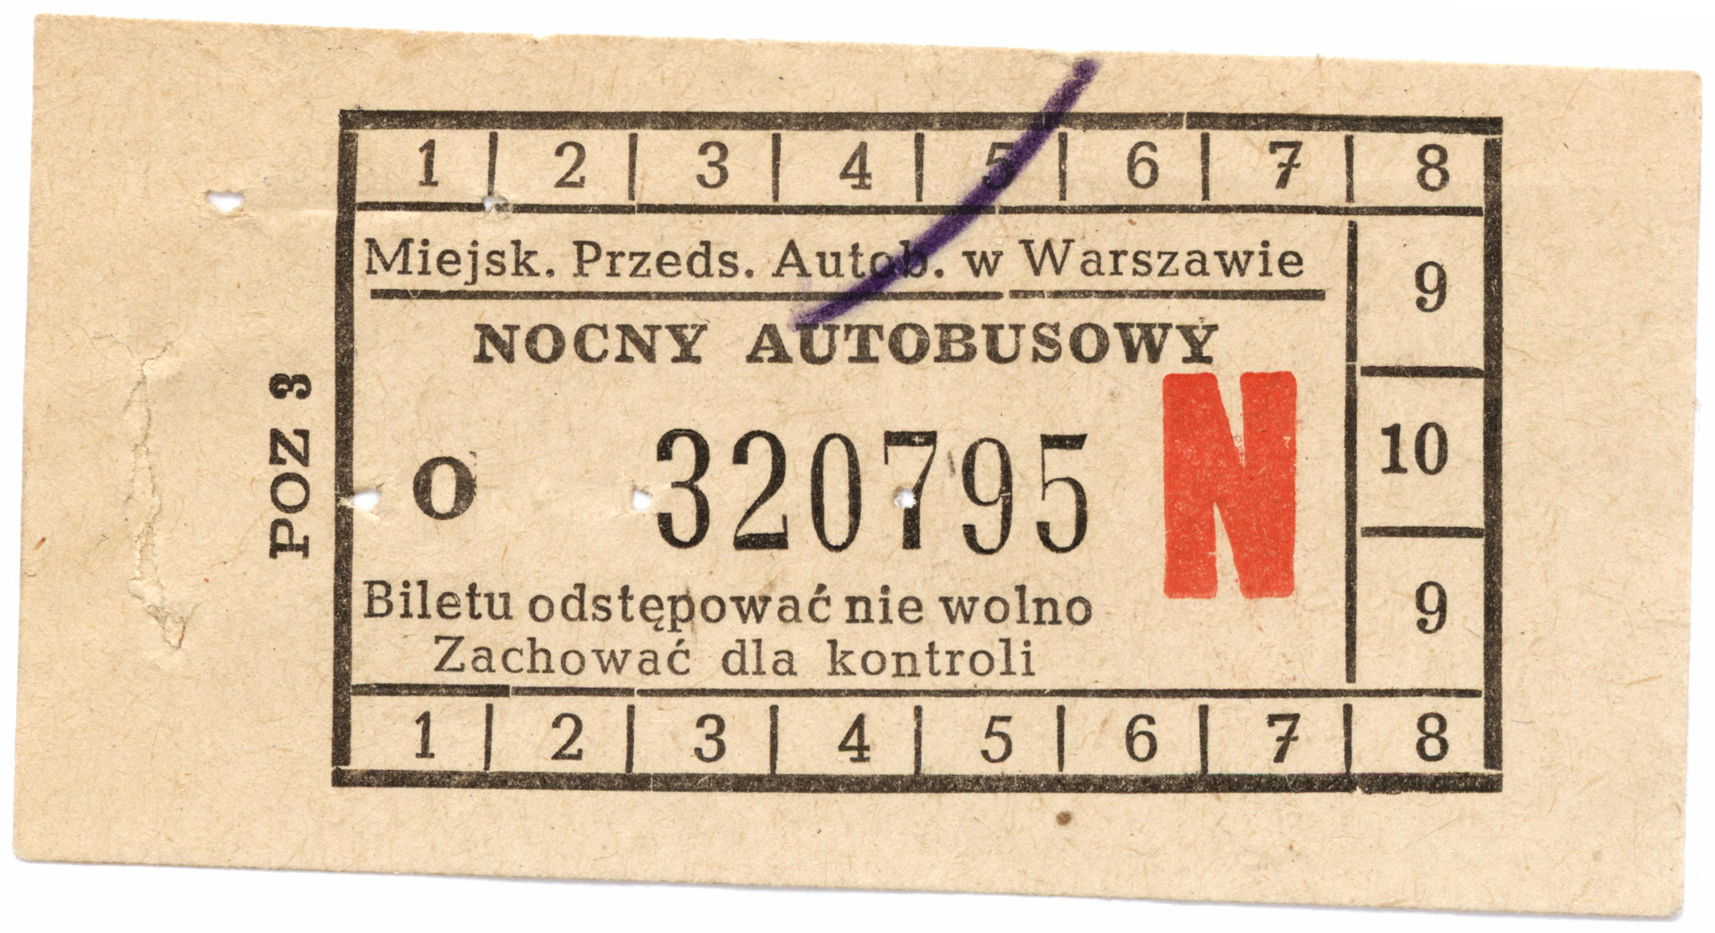 1 2 3 4 5 6 7 8
Miejsk. Przeds. Autob. w Warszawie
9
NOCNY AUTOBUSOWY
POZ 3
O 320795 N
10
Biletu odstępować nie wolno
9
Zachować dla kontroli
1 2 3 4 5 6 7 8